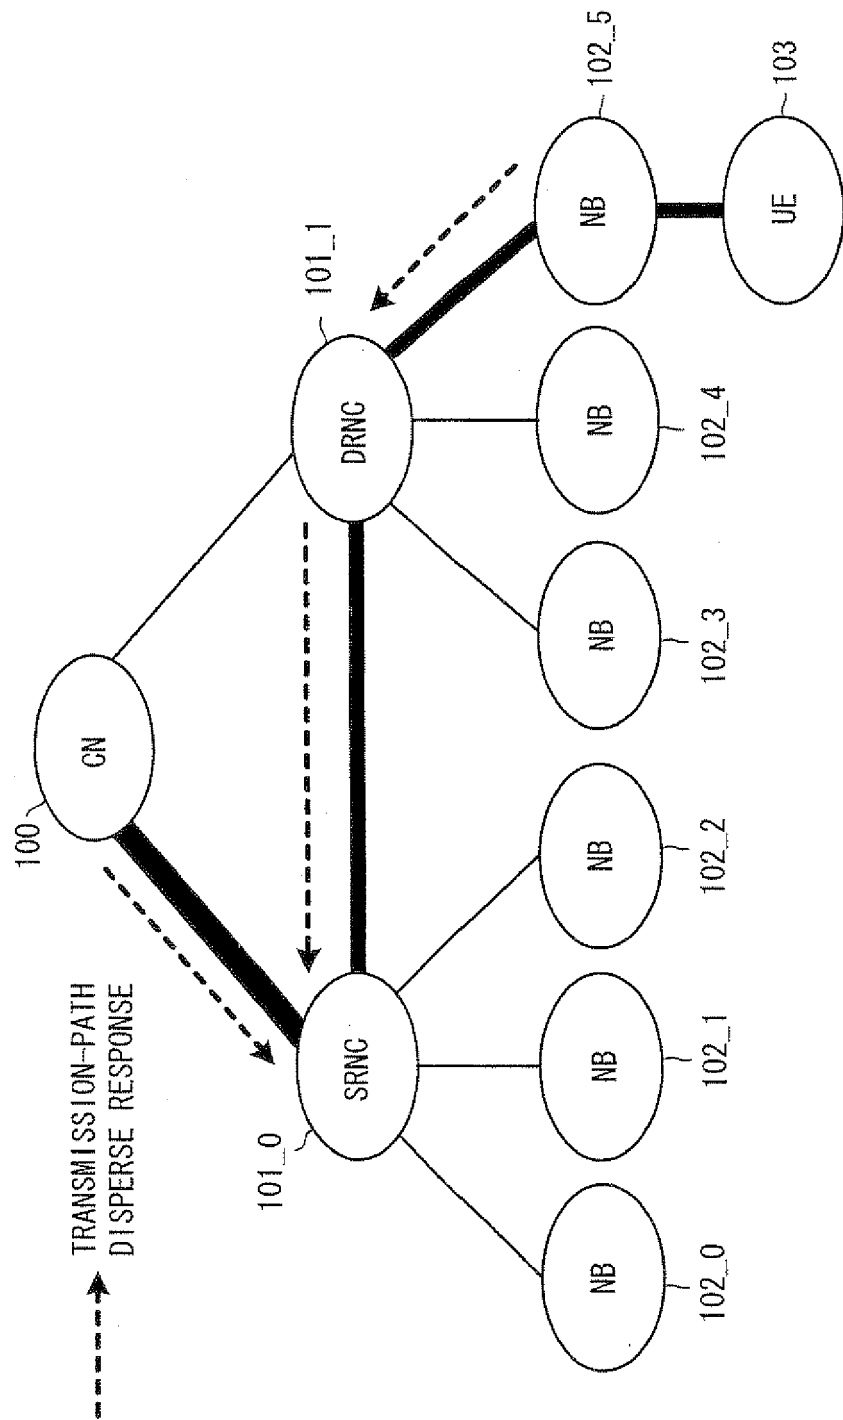 TRANSMISSION-PATH
DISPERSE RESPONSE
100
CN
101_0
SRNC
DRNC
101_1
NB
NB
NB
NB
NB
NB
102_0
102_1
102_2
102_3
102_4
102_5
UE
103